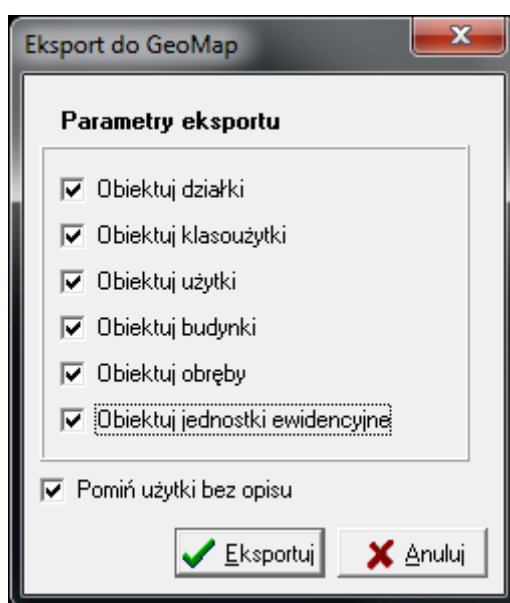 Eksport do GeoMap
Parametry eksportu
Obiektuj działki
Obiektuj klasoużytki
Obiektuj użytki
Obiektuj budynki
Obiektuj obręby
Obiektuj jednostki ewidencyjne
Pomiń użytki bez opisu
Eksportuj
Anuluj